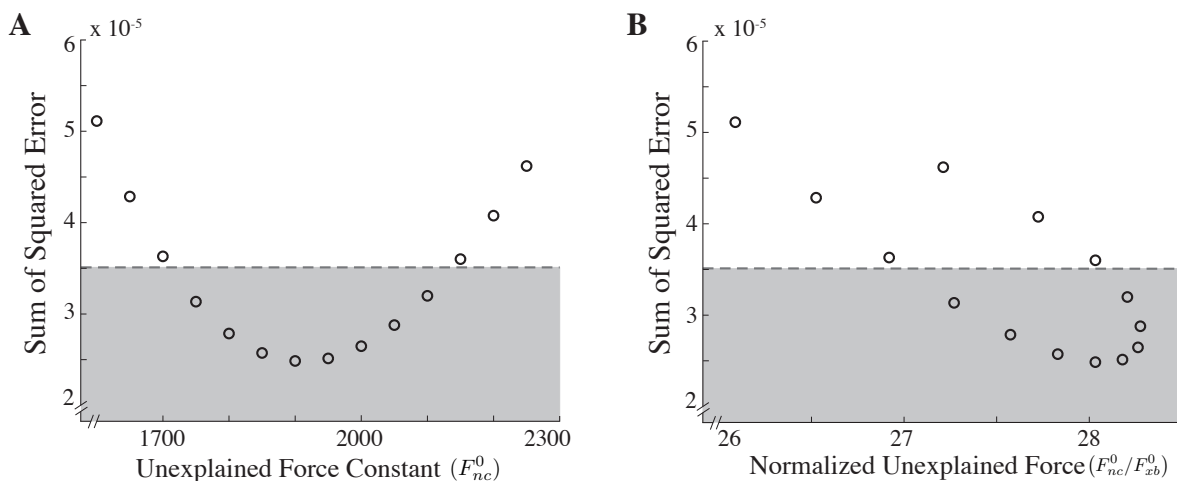 A
x 10⁻⁵
6
5
4
3
2
Sum of Squared Error
1700 2000 2300
Unexplained Force Constant (F⁰nc)
B
x 10⁻⁵
6
5
4
3
2
Sum of Squared Error
26 27 28
Normalized Unexplained Force (F⁰nc/F⁰xb)